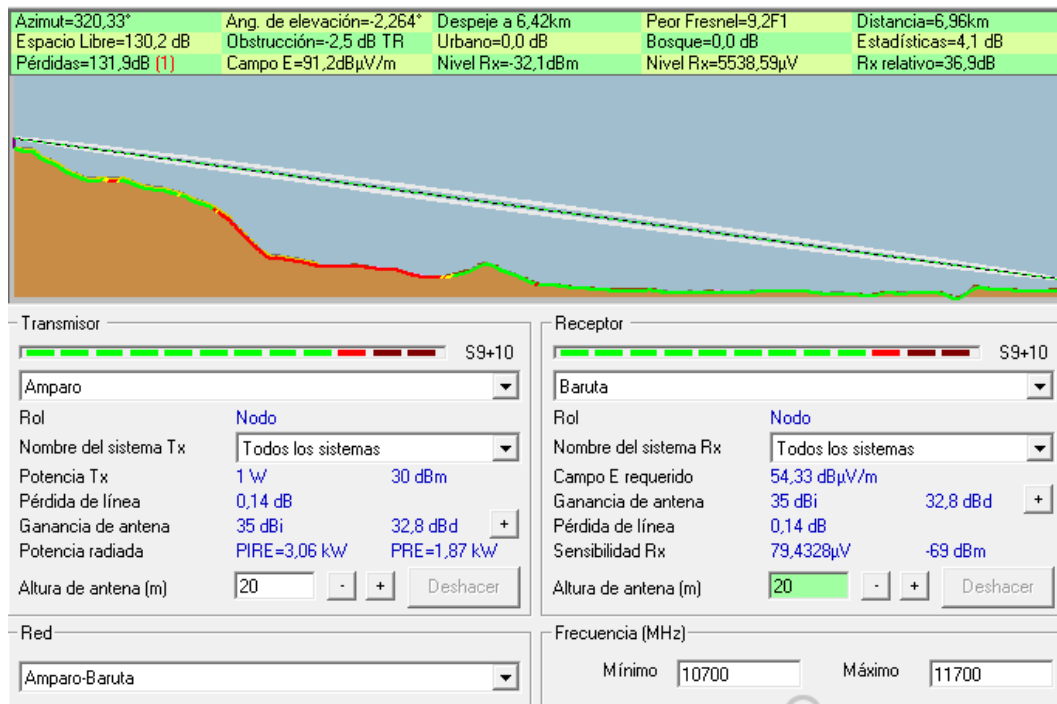 Azimut=320,33° Ang. de elevación=-2,264° Despeje a 6,42km Peor Fresnel=9,2F1 Distancia=6,96km
Espacio Libre=130,2 dB Obstrucción=-2,5 dB TR Urbano=0,0 dB Bosque=0,0 dB Estadísticas=4,1 dB
Pérdidas=131,9dB (1) Campo E=91,2dBµV/m Nivel Rx=-32,1dBm Nivel Rx=5538,59µV Rx relativo=36,9dB
Transmisor
S9+10
Amparo
Rol Nodo
Nombre del sistema Tx Todos los sistemas
Potencia Tx 1 W 30 dBm
Pérdida de línea 0,14 dB
Ganancia de antena 35 dBi 32,8 dBd +
Potencia radiada PIRE=3,06 kW PRE=1,87 kW
Altura de antena (m) 20 - + Deshacer
Receptor
S9+10
Baruta
Rol Nodo
Nombre del sistema Rx Todos los sistemas
Campo E requerido 54,33 dBµV/m
Ganancia de antena 35 dBi 32,8 dBd +
Pérdida de línea 0,14 dB
Sensibilidad Rx 79,4328µV -69 dBm
Altura de antena (m) 20 - + Deshacer
Red
Amparo-Baruta
Frecuencia (MHz)
Mínimo 10700 Máximo 11700